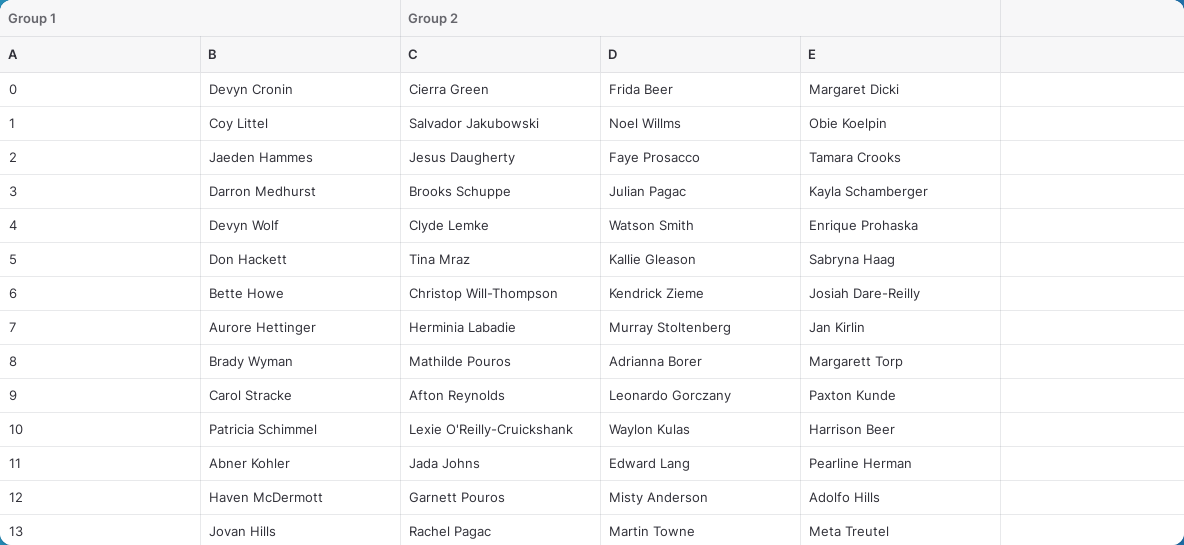 Group 1 Group 2
A B C D E
0 Devyn Cronin Cierra Green Frida Beer Margaret Dicki
1 Coy Littel Salvador Jakubowski Noel Willms Obie Koelpin
2 Jaeden Hammes Jesus Daugherty Faye Prosacco Tamara Crooks
3 Darron Medhurst Brooks Schuppe Julian Pagac Kayla Schamberger
4 Devyn Wolf Clyde Lemke Watson Smith Enrique Prohaska
5 Don Hackett Tina Mraz Kallie Gleason Sabryna Haag
6 Bette Howe Christop Will-Thompson Kendrick Zieme Josiah Dare-Reilly
7 Aurore Hettinger Herminia Labadie Murray Stoltenberg Jan Kirlin
8 Brady Wyman Mathilde Pouros Adrianna Borer Margarett Torp
9 Carol Stracke Afton Reynolds Leonardo Gorczany Paxton Kunde
10 Patricia Schimmel Lexie O'Reilly-Cruickshank Waylon Kulas Harrison Beer
11 Abner Kohler Jada Johns Edward Lang Pearline Herman
12 Haven McDermott Garnett Pouros Misty Anderson Adolfo Hills
13 Jovan Hills Rachel Pagac Martin Towne Meta Treutel